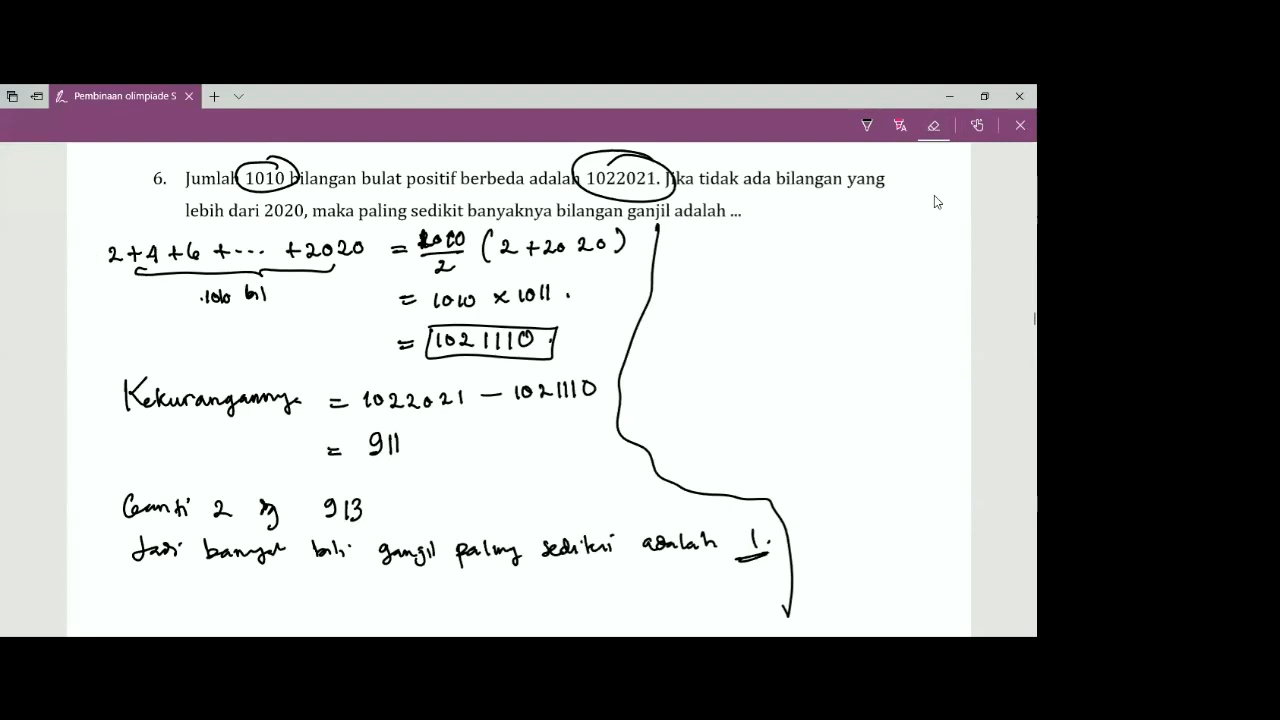 Pembinaan olimpiade S
6. Jumlah 1010 bilangan bulat positif berbeda adalah 1022021. Jika tidak ada bilangan yang
lebih dari 2020, maka paling sedikit banyaknya bilangan ganjil adalah ...
2+4+6+...+2020 = 1010/2 (2+2020)
1010 bil
= 1010 × 1011.
= 1021110.
Kekurangannya = 1022021 – 1021110
= 911
Ganti 2 dg 913
Jadi banyak bil. ganjil paling sedikit adalah 1.